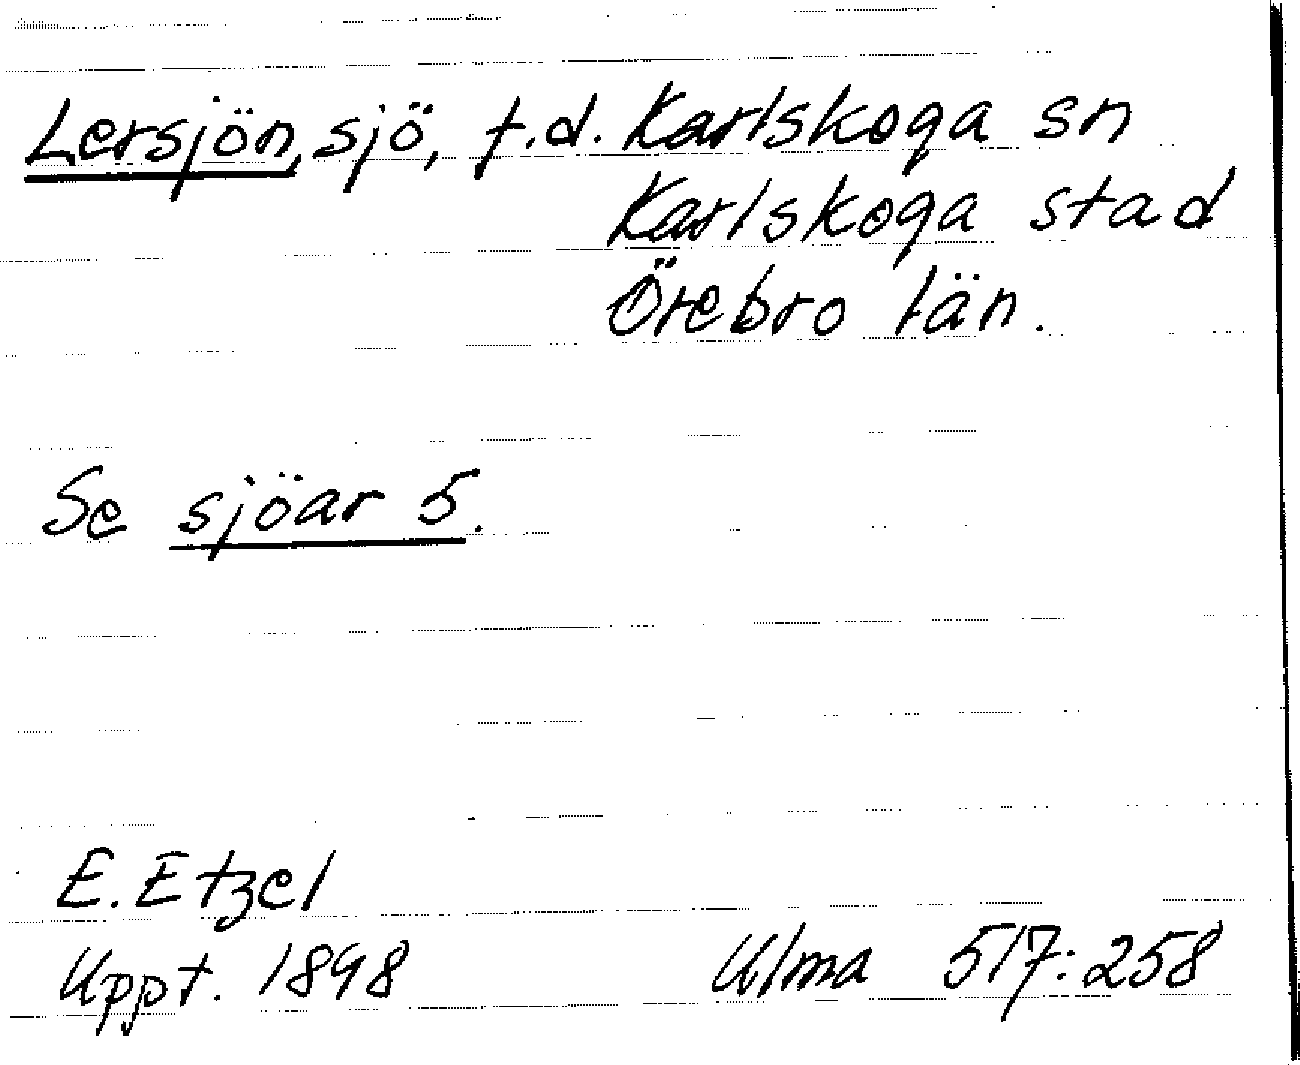 Lersjön, sjö, f.d. Karlskoga sn
Karlskoga stad
Örebro län.
Se sjöar 5.
E. Etzel
Uppt. 1898
Ulma 517:258